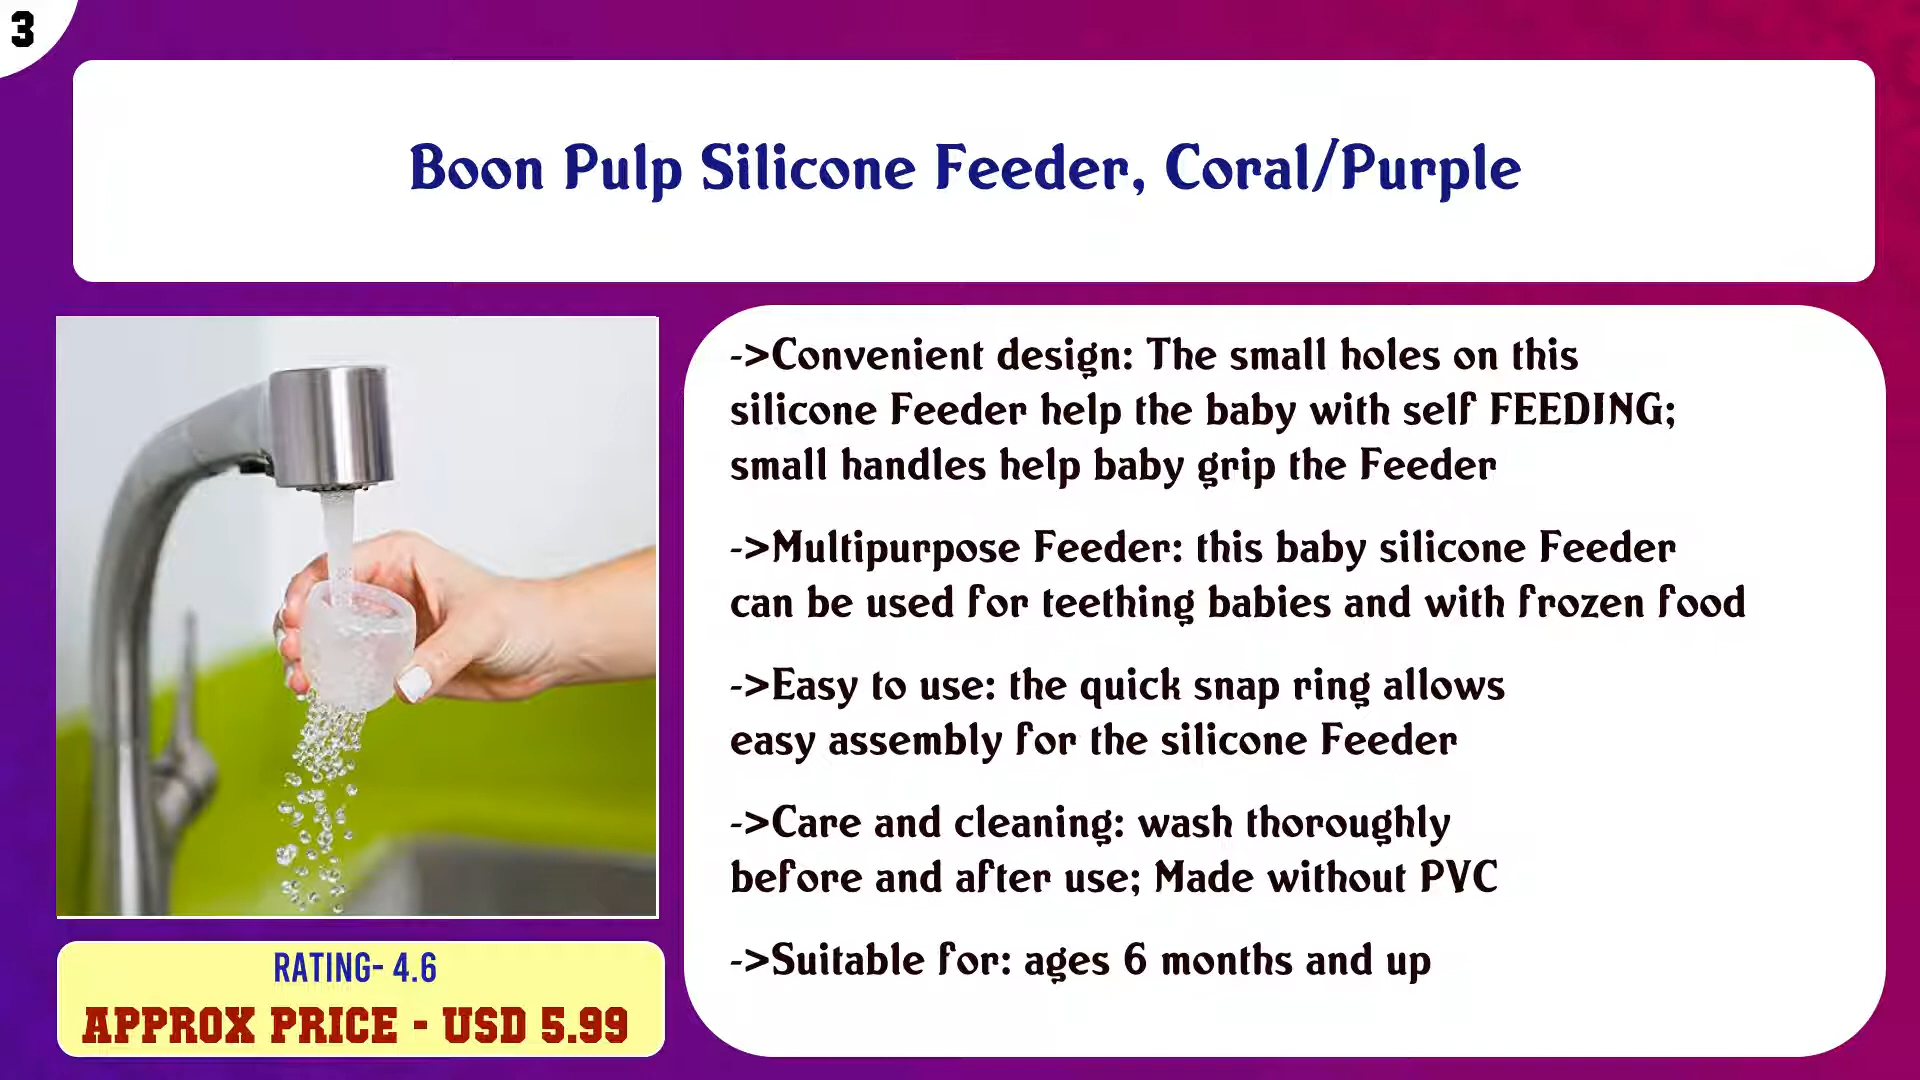 3
Boon Pulp Silicone Feeder, Coral/Purple
->Convenient design: The small holes on this
silicone Feeder help the baby with self FEEDING;
small handles help baby grip the Feeder
->Multipurpose Feeder: this baby silicone Feeder
can be used for teething babies and with frozen food
->Easy to use: the quick snap ring allows
easy assembly for the silicone Feeder
->Care and cleaning: wash thoroughly
before and after use; Made without PVC
->Suitable for: ages 6 months and up
RATING- 4.6
APPROX PRICE - USD 5.99